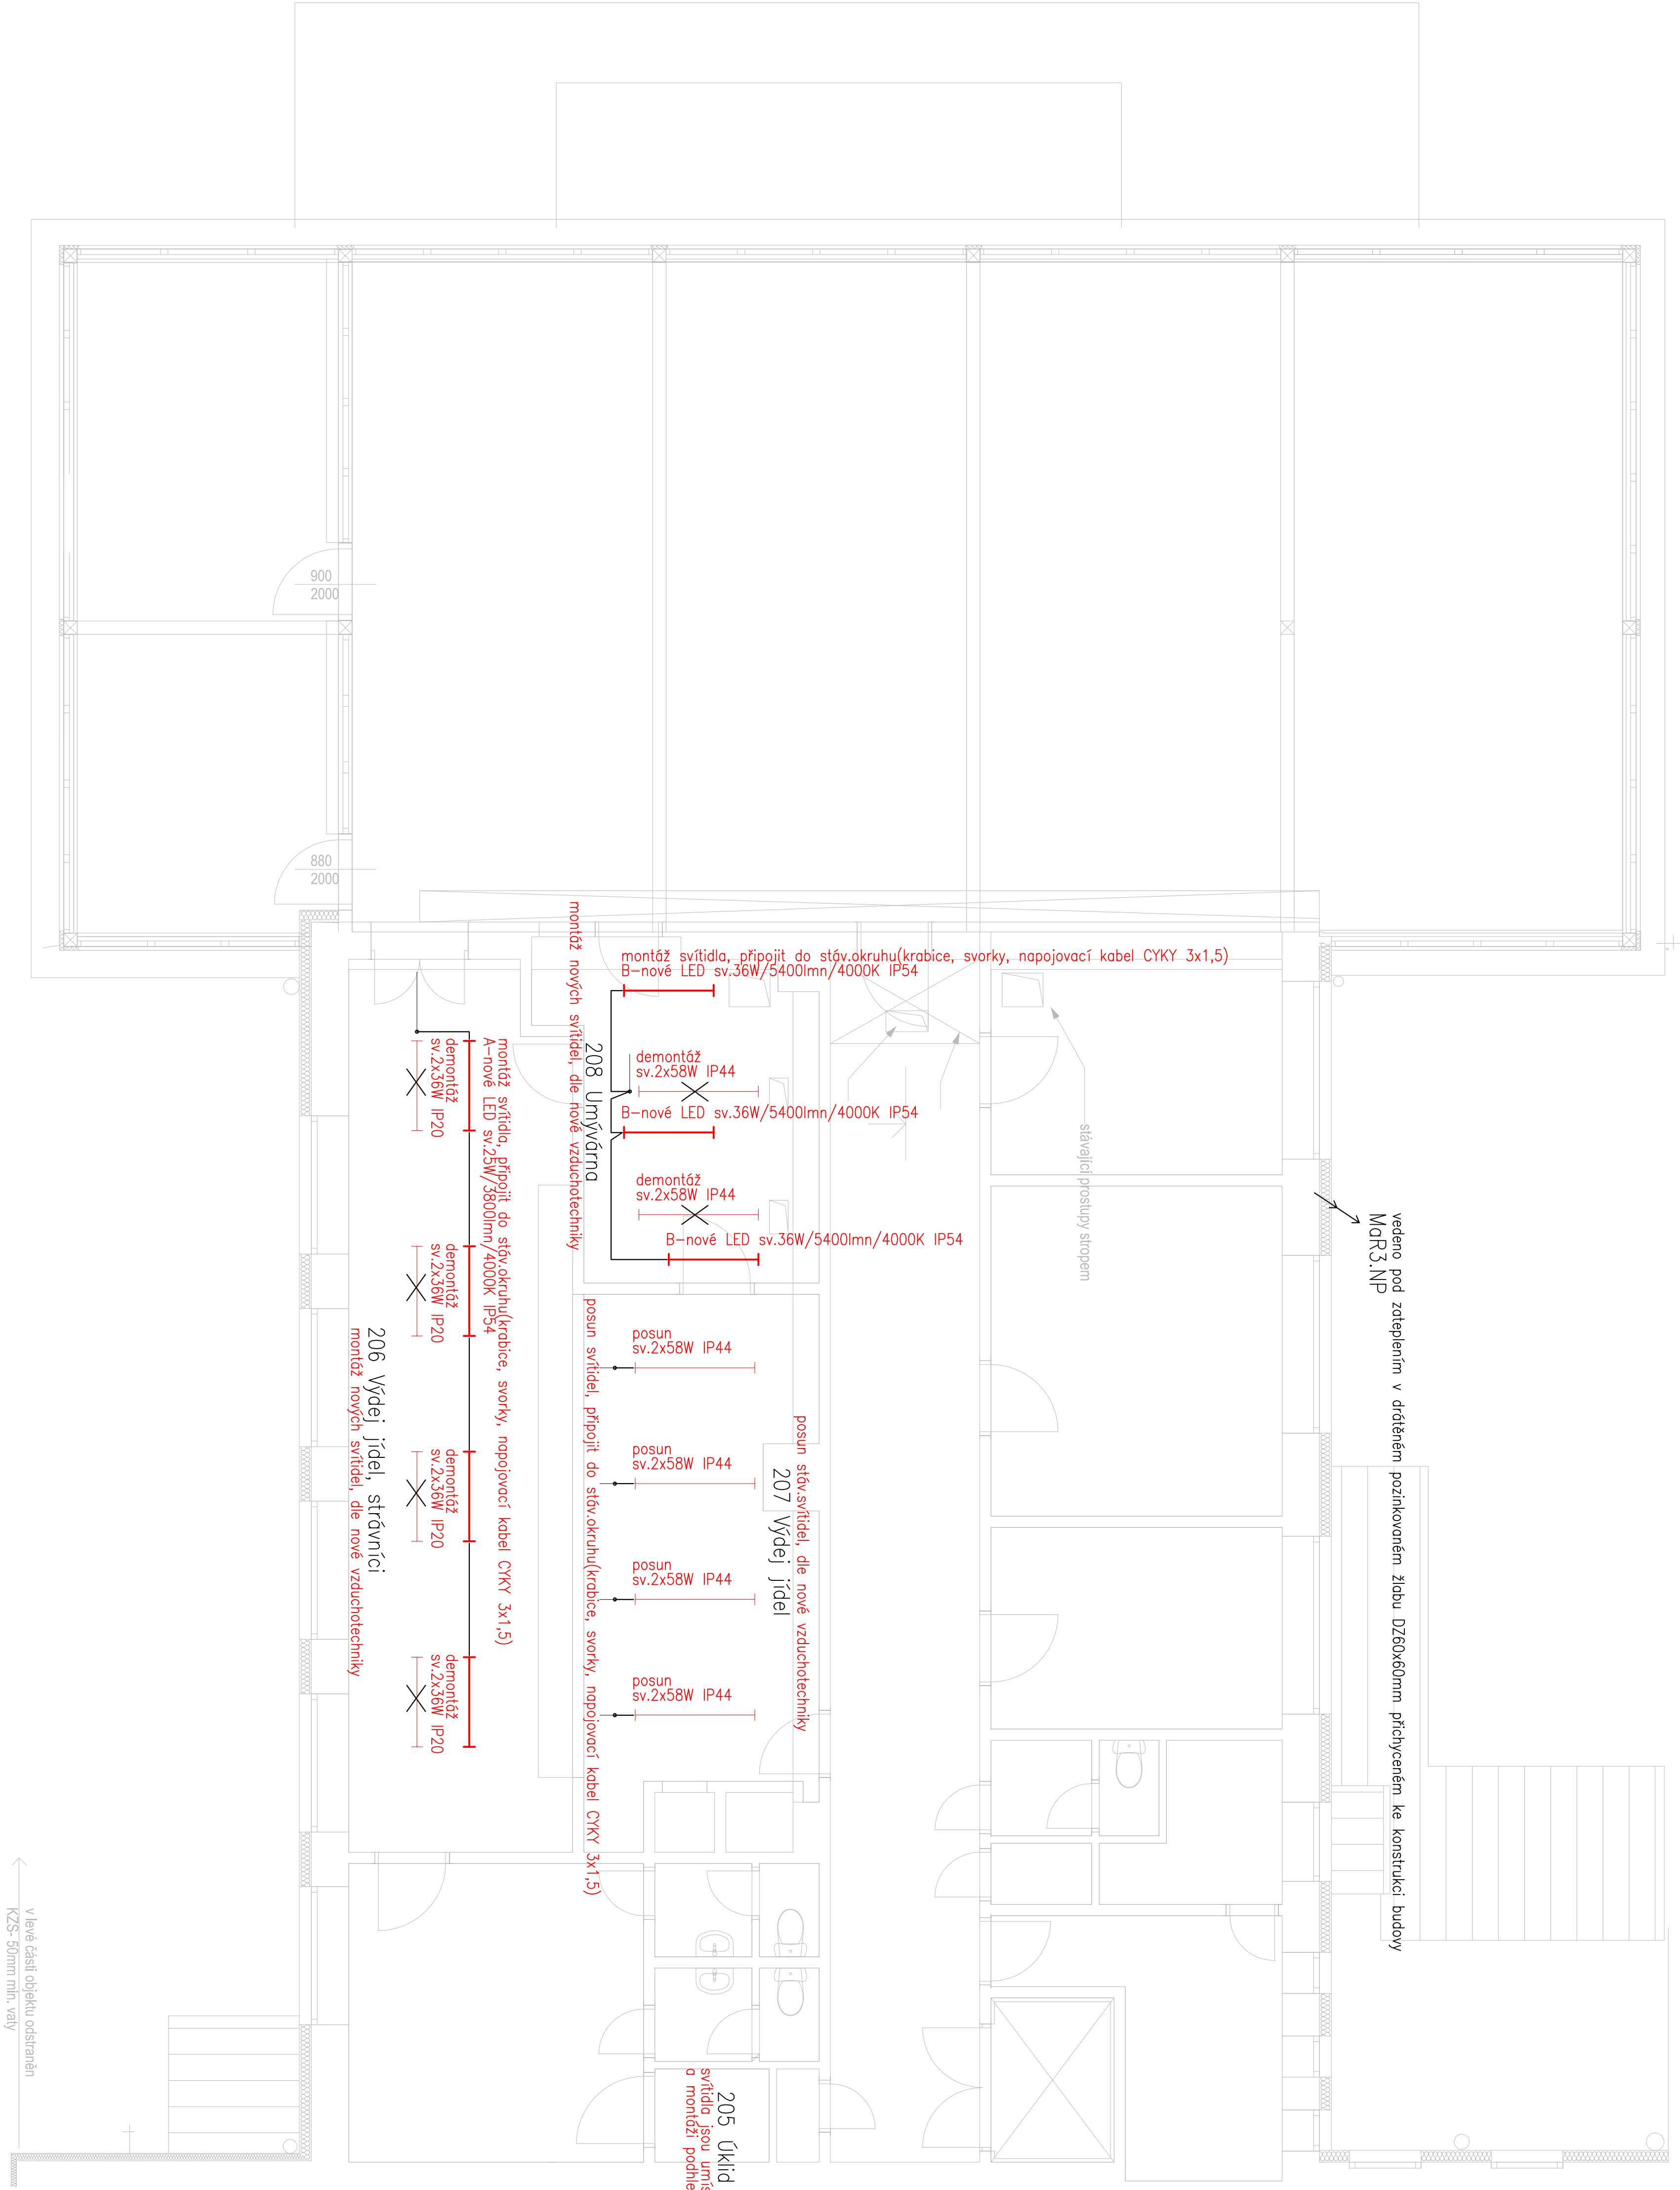 900
2000
880
2000
montáž svítidla, připojit do stáv.okruhu(krabice, svorky, napojovací kabel CYKY 3x1,5)
B-nové LED sv.36W/5400lmn/4000K IP54
demontáž
sv.2x58W IP44
B-nové LED sv.36W/5400lmn/4000K IP54
demontáž
sv.2x58W IP44
B-nové LED sv.36W/5400lmn/4000K IP54
208 Umývárna
montáž nových svítidel, dle nové vzduchotechniky
montáž svítidla, připojit do stáv.okruhu(krabice, svorky, napojovací kabel CYKY 3x1,5)
A-nové LED sv.25W/3800lmn/4000K IP54
demontáž
sv.2x36W IP20
demontáž
sv.2x36W IP20
demontáž
sv.2x36W IP20
demontáž
sv.2x36W IP20
206 Výdej jídel, strávníci
montáž nových svítidel, dle nové vzduchotechniky
posun
sv.2x58W IP44
posun
sv.2x58W IP44
posun
sv.2x58W IP44
posun
sv.2x58W IP44
posun svítidel, připojit do stáv.okruhu(krabice, svorky, napojovací kabel CYKY 3x1,5)
posun stáv.svítidel, dle nové vzduchotechniky
207 Výdej jídel
stávající prostupy stropem
vedeno pod zateplením v drátěném pozinkovaném žlabu DZ60x60mm přichyceném ke konstrukci budovy
MaR3.NP
205 Úklid
svítidla jsou umís
a montáži podhle
v levé části objektu odstraněn
KZS- 50mm min. vaty